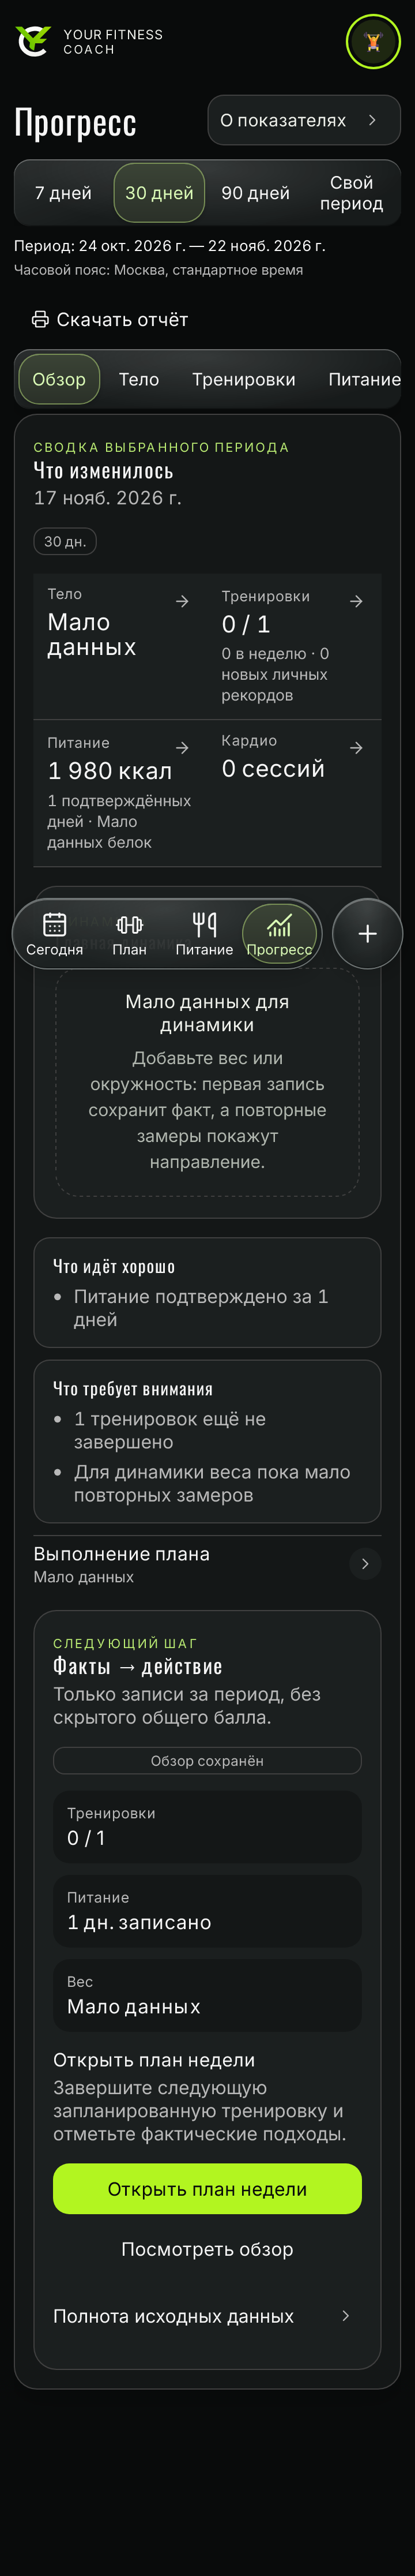 YOUR FITNESS
COACH
Прогресс
О показателях
7 дней
30 дней
90 дней
Свой
период
Период: 24 окт. 2026 г. — 22 нояб. 2026 г.
Часовой пояс: Москва, стандартное время
Скачать отчёт
Обзор
Тело
Тренировки
Питание
СВОДКА ВЫБРАННОГО ПЕРИОДА
Что изменилось
17 нояб. 2026 г.
30 дн.
Тело
Мало
данных
Тренировки
0 / 1
0 в неделю · 0
новых личных
рекордов
Питание
1 980 ккал
1 подтверждённых
дней · Мало
данных белок
Кардио
0 сессий
Сегодня
План
Питание
Прогресс
Мало данных для
динамики
Добавьте вес или
окружность: первая запись
сохранит факт, а повторные
замеры покажут
направление.
Что идёт хорошо
• Питание подтверждено за 1
дней
Что требует внимания
• 1 тренировок ещё не
завершено
• Для динамики веса пока мало
повторных замеров
Выполнение плана
Мало данных
СЛЕДУЮЩИЙ ШАГ
Факты → действие
Только записи за период, без
скрытого общего балла.
Обзор сохранён
Тренировки
0 / 1
Питание
1 дн. записано
Вес
Мало данных
Открыть план недели
Завершите следующую
запланированную тренировку и
отметьте фактические подходы.
Открыть план недели
Посмотреть обзор
Полнота исходных данных